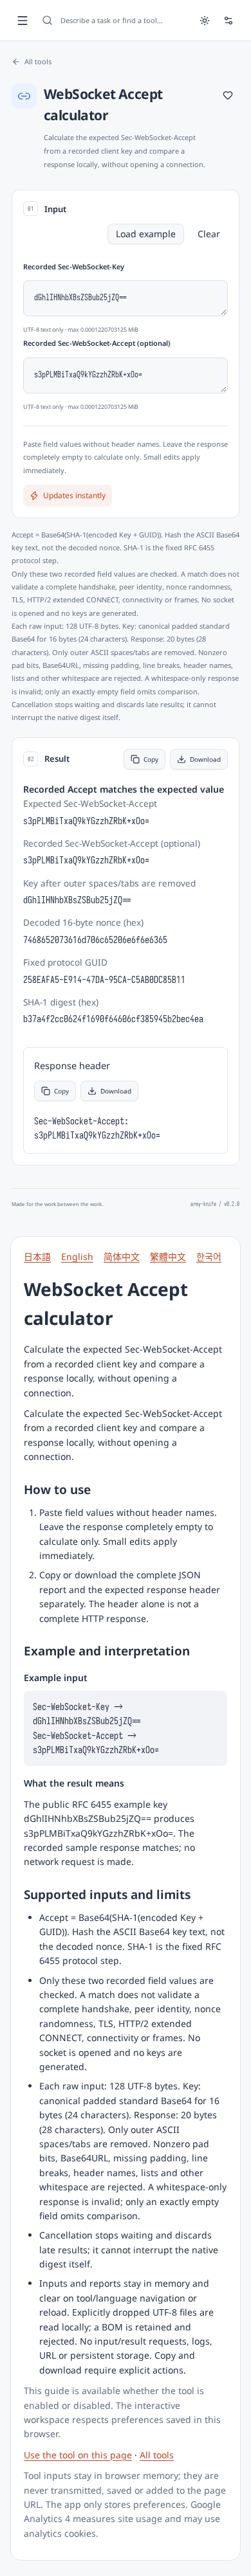 Describe a task or find a tool...
All tools
WebSocket Accept
calculator
Calculate the expected Sec-WebSocket-Accept
from a recorded client key and compare a
response locally, without opening a connection.
01 Input
Load example Clear
Recorded Sec-WebSocket-Key
dGhlIHNhbXBsZSBub25jZQ==
UTF-8 text only · max 0.0001220703125 MiB
Recorded Sec-WebSocket-Accept (optional)
s3pPLMBiTxaQ9kYGzzhZRbK+xOo=
UTF-8 text only · max 0.0001220703125 MiB
Paste field values without header names. Leave the response
completely empty to calculate only. Small edits apply
immediately.
Updates instantly
Accept = Base64(SHA-1(encoded Key + GUID)). Hash the ASCII Base64
key text, not the decoded nonce. SHA-1 is the fixed RFC 6455
protocol step.
Only these two recorded field values are checked. A match does not
validate a complete handshake, peer identity, nonce randomness,
TLS, HTTP/2 extended CONNECT, connectivity or frames. No socket
is opened and no keys are generated.
Each raw input: 128 UTF-8 bytes. Key: canonical padded standard
Base64 for 16 bytes (24 characters). Response: 20 bytes (28
characters). Only outer ASCII spaces/tabs are removed. Nonzero
pad bits, Base64URL, missing padding, line breaks, header names,
lists and other whitespace are rejected. A whitespace-only response
is invalid; only an exactly empty field omits comparison.
Cancellation stops waiting and discards late results; it cannot
interrupt the native digest itself.
02 Result Copy Download
Recorded Accept matches the expected value
Expected Sec-WebSocket-Accept
s3pPLMBiTxaQ9kYGzzhZRbK+xOo=
Recorded Sec-WebSocket-Accept (optional)
s3pPLMBiTxaQ9kYGzzhZRbK+xOo=
Key after outer spaces/tabs are removed
dGhlIHNhbXBsZSBub25jZQ==
Decoded 16-byte nonce (hex)
7468652073616d706c65206e6f6e6365
Fixed protocol GUID
258EAFA5-E914-47DA-95CA-C5AB0DC85B11
SHA-1 digest (hex)
b37a4f2cc0624f1690f64606cf385945b2bec4ea
Response header
Copy Download
Sec-WebSocket-Accept:
s3pPLMBiTxaQ9kYGzzhZRbK+xOo=
Made for the work between the work.
army-knife / v0.2.0
日本語 English 简体中文 繁體中文 한국어
WebSocket Accept
calculator
Calculate the expected Sec-WebSocket-Accept
from a recorded client key and compare a
response locally, without opening a
connection.
Calculate the expected Sec-WebSocket-Accept
from a recorded client key and compare a
response locally, without opening a
connection.
How to use
1. Paste field values without header names.
Leave the response completely empty to
calculate only. Small edits apply
immediately.
2. Copy or download the complete JSON
report and the expected response header
separately. The header alone is not a
complete HTTP response.
Example and interpretation
Example input
Sec-WebSocket-Key →
dGhlIHNhbXBsZSBub25jZQ==
Sec-WebSocket-Accept →
s3pPLMBiTxaQ9kYGzzhZRbK+xOo=
What the result means
The public RFC 6455 example key
dGhlIHNhbXBsZSBub25jZQ== produces
s3pPLMBiTxaQ9kYGzzhZRbK+xOo=. The
recorded sample response matches; no
network request is made.
Supported inputs and limits
• Accept = Base64(SHA-1(encoded Key +
GUID)). Hash the ASCII Base64 key text, not
the decoded nonce. SHA-1 is the fixed RFC
6455 protocol step.
• Only these two recorded field values are
checked. A match does not validate a
complete handshake, peer identity, nonce
randomness, TLS, HTTP/2 extended
CONNECT, connectivity or frames. No
socket is opened and no keys are
generated.
• Each raw input: 128 UTF-8 bytes. Key:
canonical padded standard Base64 for 16
bytes (24 characters). Response: 20 bytes
(28 characters). Only outer ASCII
spaces/tabs are removed. Nonzero pad
bits, Base64URL, missing padding, line
breaks, header names, lists and other
whitespace are rejected. A whitespace-only
response is invalid; only an exactly empty
field omits comparison.
• Cancellation stops waiting and discards
late results; it cannot interrupt the native
digest itself.
• Inputs and reports stay in memory and
clear on tool/language navigation or
reload. Explicitly dropped UTF-8 files are
read locally; a BOM is retained and
rejected. No input/result requests, logs,
URL or persistent storage. Copy and
download require explicit actions.
This guide is available whether the tool is
enabled or disabled. The interactive
workspace respects preferences saved in this
browser.
Use the tool on this page · All tools
Tool inputs stay in browser memory; they are
never transmitted, saved or added to the page
URL. The app only stores preferences. Google
Analytics 4 measures site usage and may use
analytics cookies.